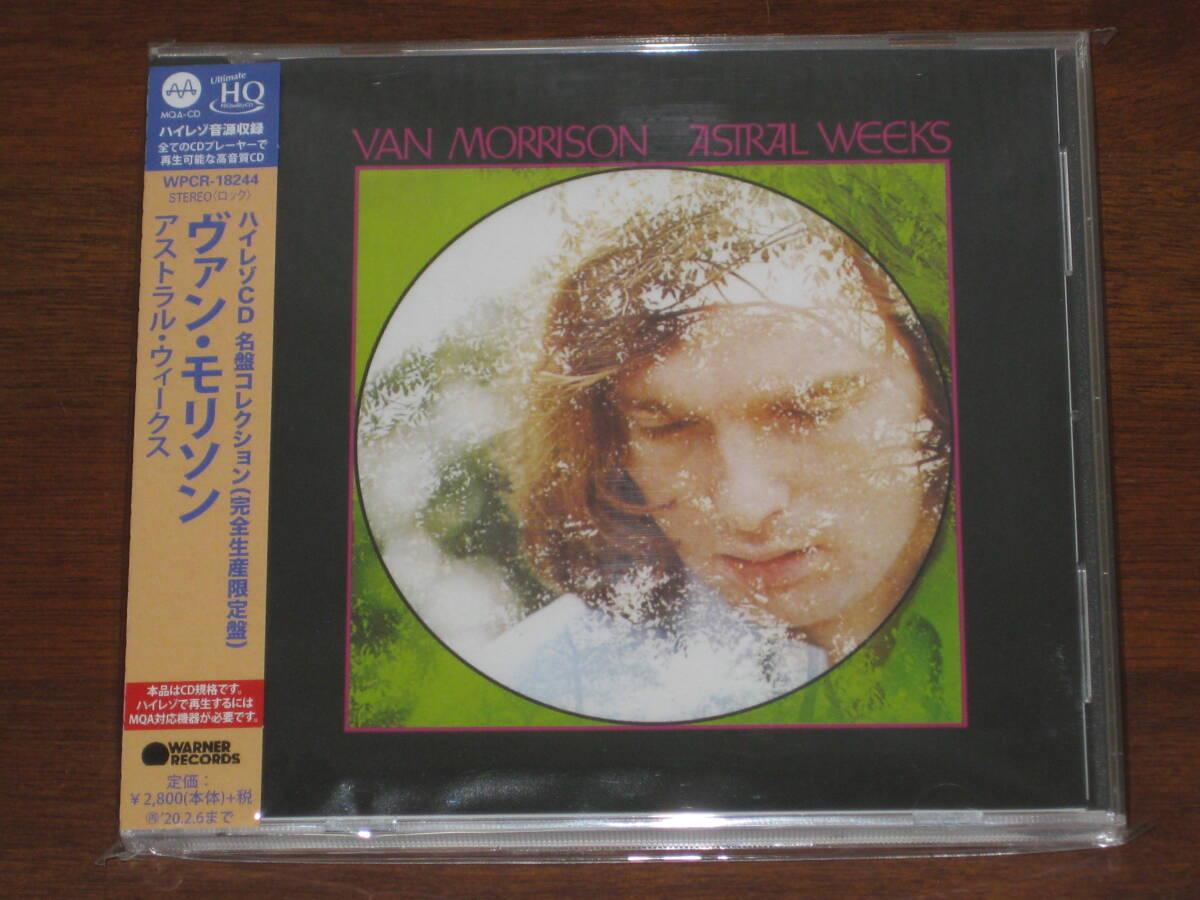 MQA-CD
Ultimate
HQ
HiQualityCD
ハイレゾ音源収録
全てのCDプレーヤーで
再生可能な高音質CD
WPCR-18244
STEREO〈ロック〉
ハイレゾCD 名盤コレクション(完全生産限定盤)
ヴァン・モリソン
アストラル・ウィークス
本品はCD規格です。
ハイレゾで再生するには
MQA対応機器が必要です。
WARNER
RECORDS
定価：
¥2,800(本体)+税
'20.2.6まで
VAN MORRISON ASTRAL WEEKS